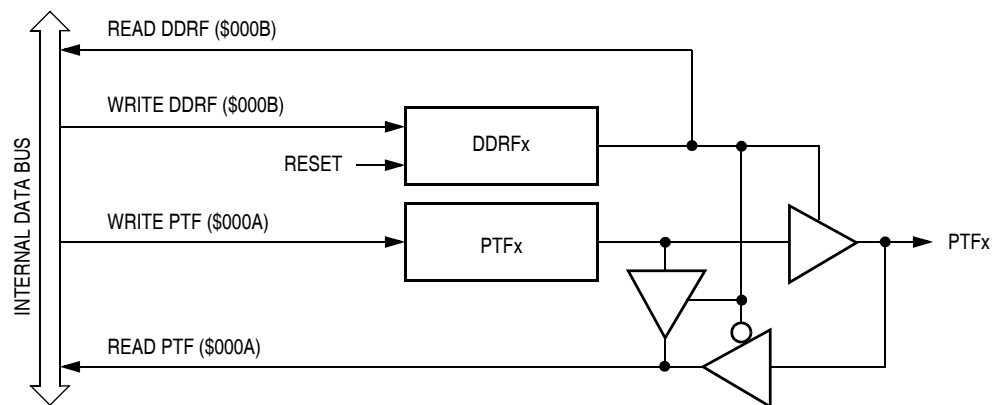 READ DDRF ($000B)
WRITE DDRF ($000B)
DDRFx
RESET
INTERNAL DATA BUS
WRITE PTF ($000A)
PTFx
PTFx
READ PTF ($000A)